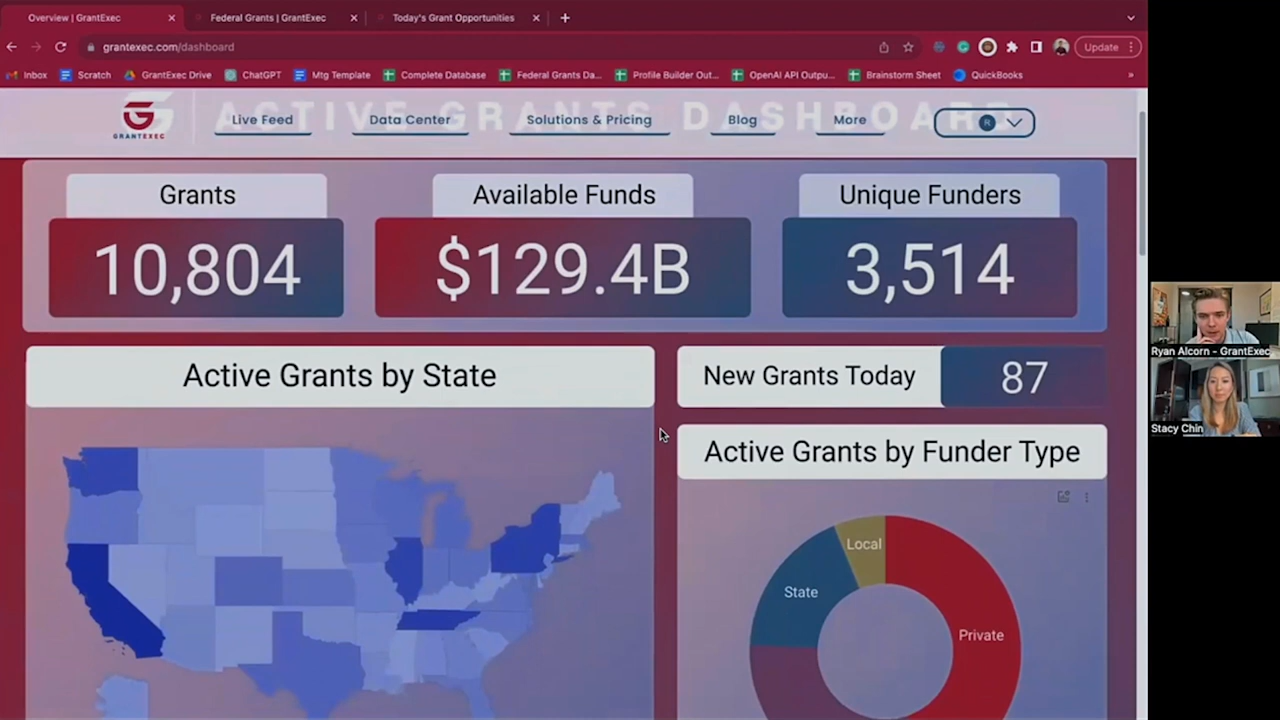 Overview | GrantExec
Federal Grants | GrantExec
Today's Grant Opportunities
grantexec.com/dashboard
Update
Inbox
Scratch
GrantExec Drive
ChatGPT
Mtg Template
Complete Database
Federal Grants Da...
Profile Builder Out...
OpenAI API Outpu...
Brainstorm Sheet
QuickBooks
»
ACTIVE GRANTS DASHBOARD
GRANTEXEC
Live Feed
Data Center
Solutions & Pricing
Blog
More
R
Grants
Available Funds
Unique Funders
10,804
$129.4B
3,514
Active Grants by State
New Grants Today
87
Active Grants by Funder Type
Local
State
Private
Ryan Alcorn - GrantExec
Stacy Chin